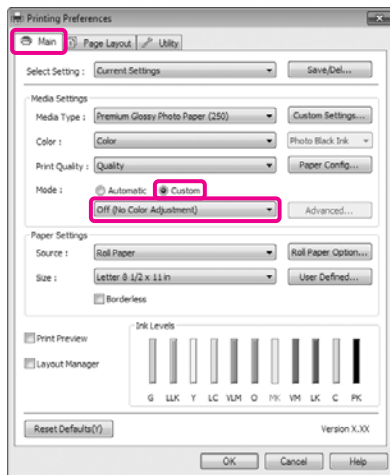 Printing Preferences
Main Page Layout Utility
Select Setting : Current Settings Save/Del...
Media Settings
Media Type : Premium Glossy Photo Paper (250) Custom Settings...
Color : Color Photo Black Ink
Print Quality : Quality Paper Config...
Mode : Automatic Custom
Off (No Color Adjustment) Advanced...
Paper Settings
Source : Roll Paper Roll Paper Option...
Size : Letter 8 1/2 x 11 in User Defined...
Borderless
Ink Levels
Print Preview
Layout Manager
G LLK Y LC VLM O MK VM LK C PK
Reset Defaults(Y) Version X.XX
OK Cancel Help